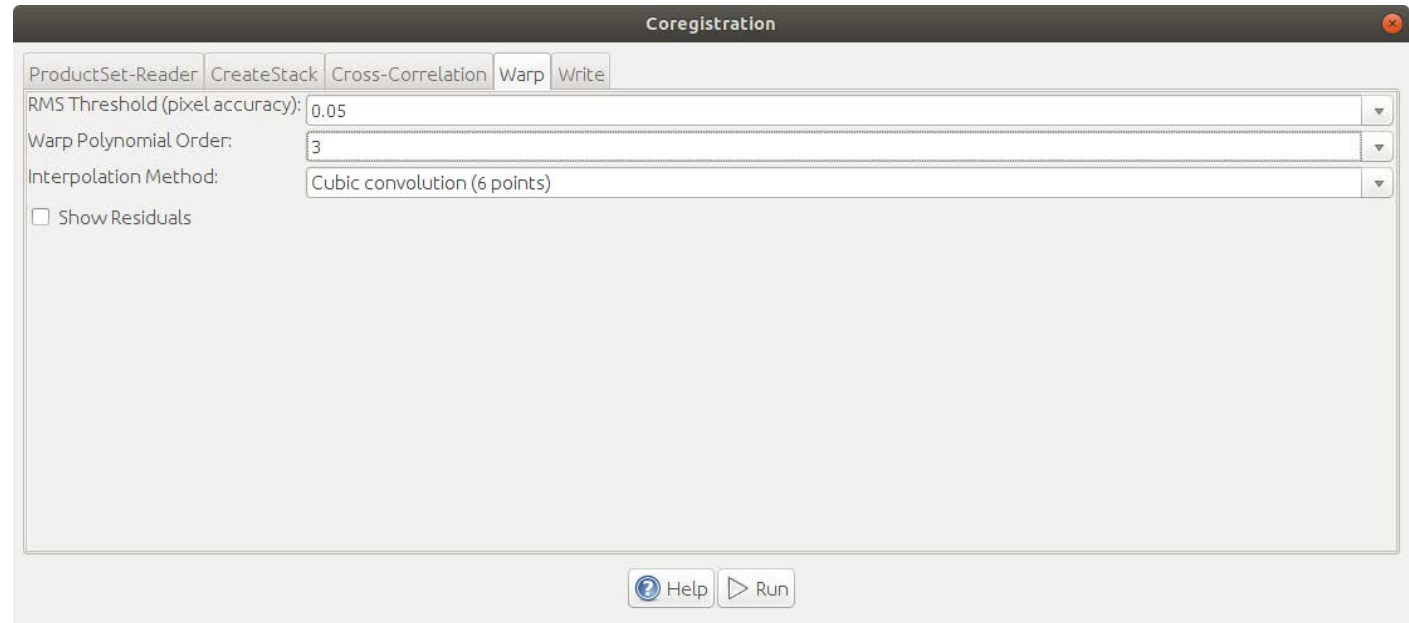 Coregistration
ProductSet-Reader CreateStack Cross-Correlation Warp Write
RMS Threshold (pixel accuracy): 0.05
Warp Polynomial Order: 3
Interpolation Method: Cubic convolution (6 points)
Show Residuals
Help Run